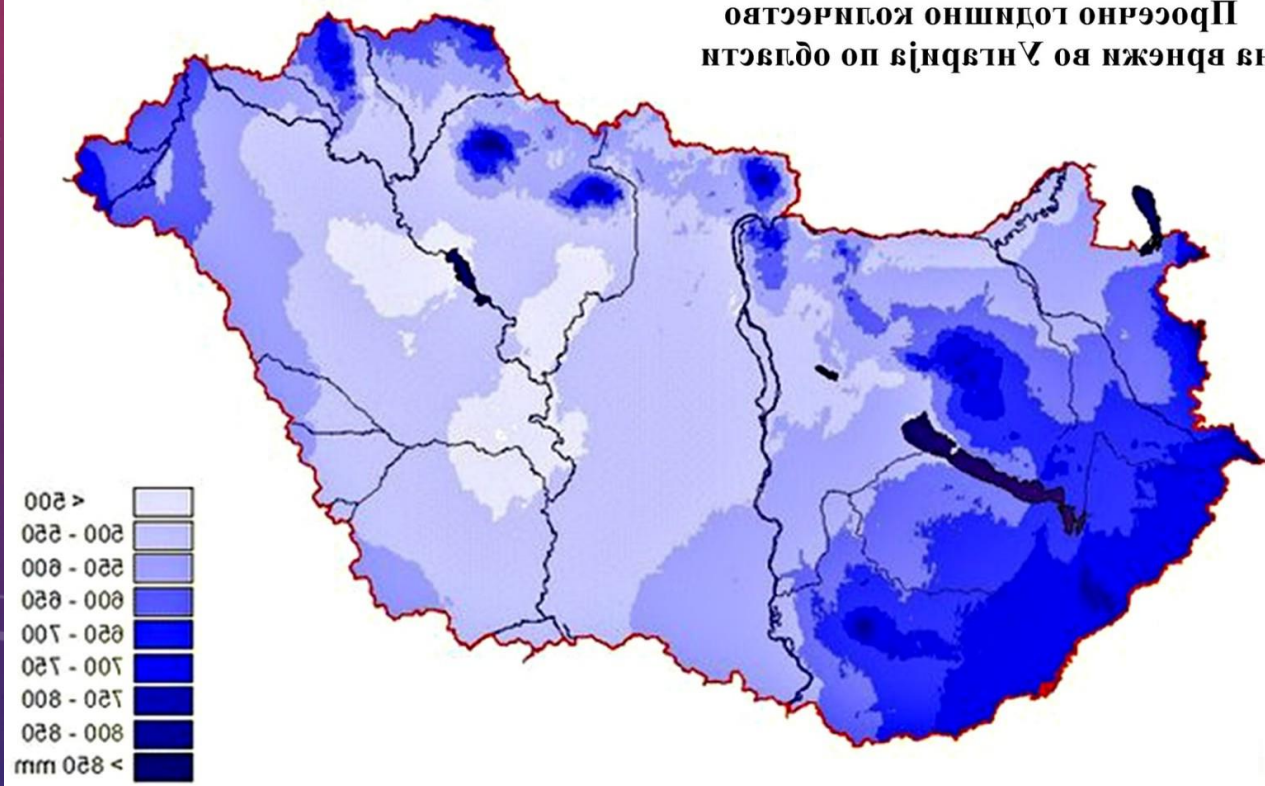 Просечно годишно количество
на врнежи во Унгарија по области
< 500
500 - 550
550 - 600
600 - 650
650 - 700
700 - 750
750 - 800
800 - 850
> 850 mm